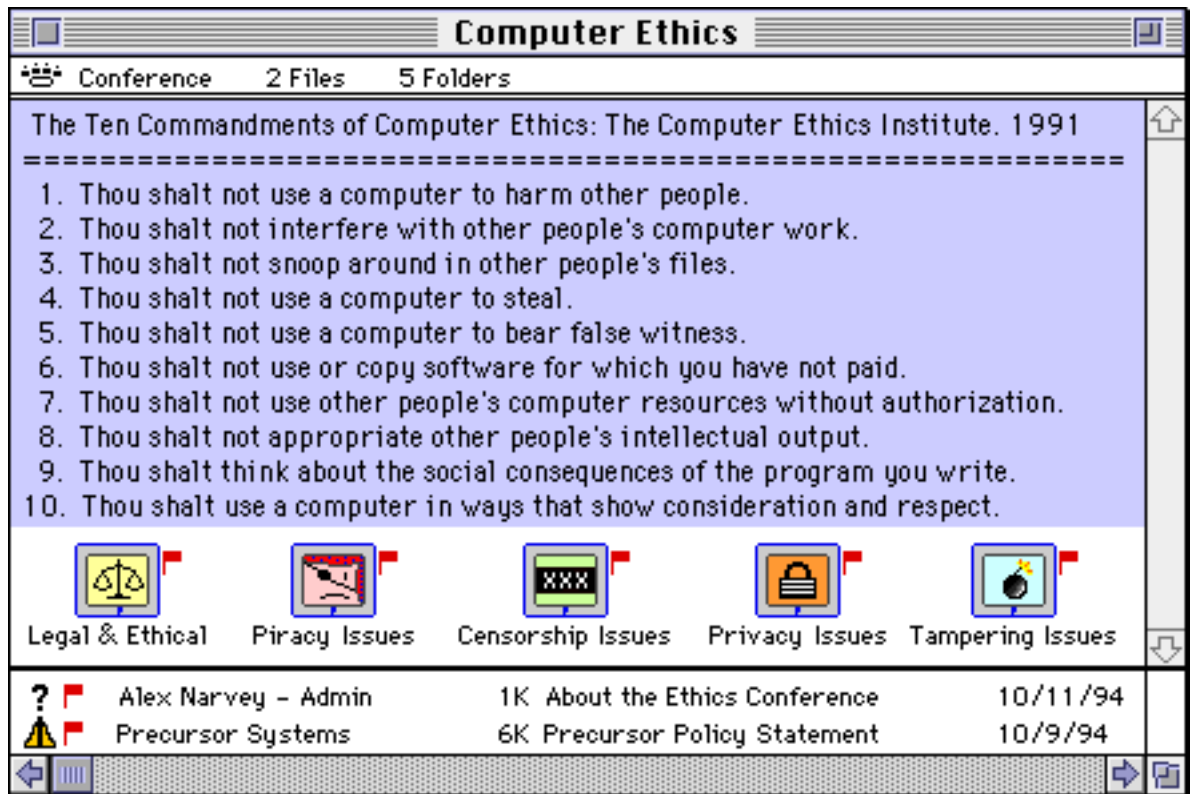 Computer Ethics
Conference 2 Files 5 Folders
The Ten Commandments of Computer Ethics: The Computer Ethics Institute. 1991
=========================================================
1. Thou shalt not use a computer to harm other people.
2. Thou shalt not interfere with other people's computer work.
3. Thou shalt not snoop around in other people's files.
4. Thou shalt not use a computer to steal.
5. Thou shalt not use a computer to bear false witness.
6. Thou shalt not use or copy software for which you have not paid.
7. Thou shalt not use other people's computer resources without authorization.
8. Thou shalt not appropriate other people's intellectual output.
9. Thou shalt think about the social consequences of the program you write.
10. Thou shalt use a computer in ways that show consideration and respect.
XXX
Legal & Ethical Piracy Issues Censorship Issues Privacy Issues Tampering Issues
? Alex Narvey - Admin 1K About the Ethics Conference 10/11/94
Precursor Systems 6K Precursor Policy Statement 10/9/94